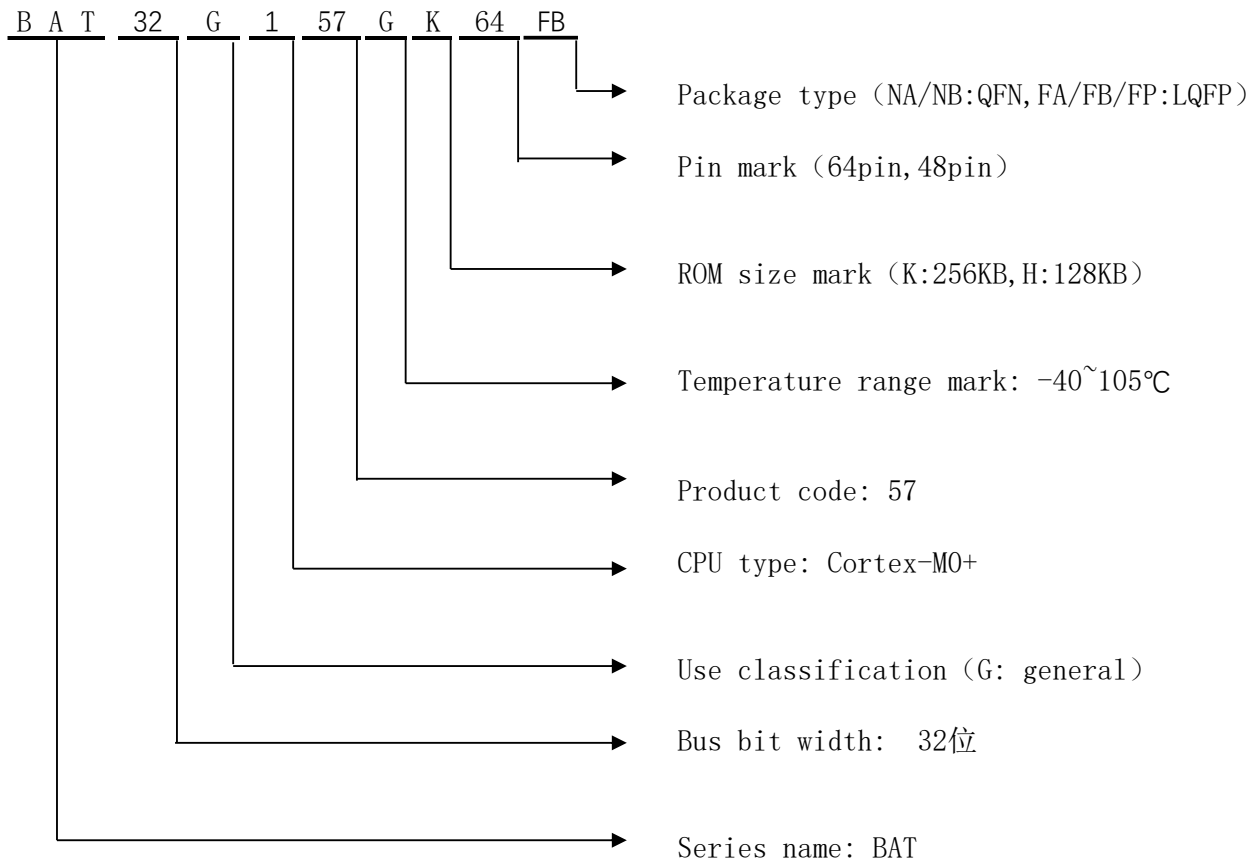 BAT 32 G 1 57 G K 64 FB
Package type（NA/NB:QFN,FA/FB/FP:LQFP）
Pin mark（64pin,48pin）
ROM size mark（K:256KB,H:128KB）
Temperature range mark: -40~105℃
Product code: 57
CPU type: Cortex-M0+
Use classification（G: general）
Bus bit width: 32位
Series name: BAT